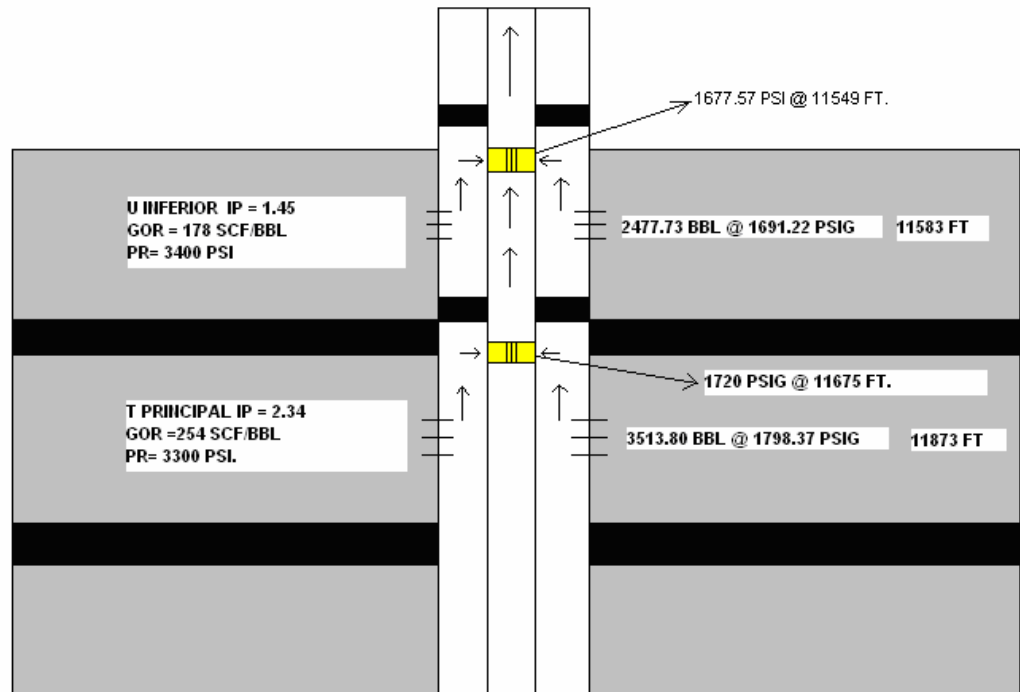 1677.57 PSI @ 11549 FT.
U INFERIOR IP = 1.45
GOR = 178 SCF/BBL
PR= 3400 PSI
2477.73 BBL @ 1691.22 PSIG
11583 FT
1720 PSIG @ 11675 FT.
T PRINCIPAL IP = 2.34
GOR =254 SCF/BBL
PR= 3300 PSI.
3513.80 BBL @ 1798.37 PSIG
11873 FT